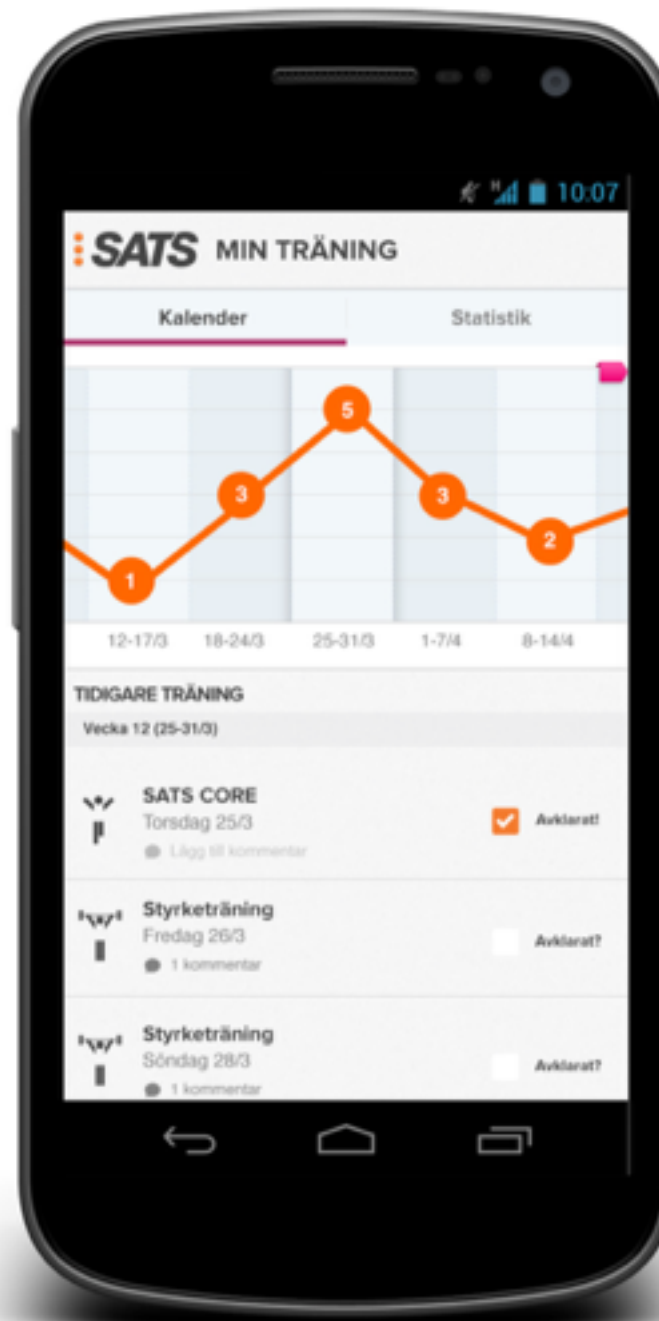 H 10:07
SATS MIN TRÄNING
Kalender Statistik
5
3 3
2
1
12-17/3 18-24/3 25-31/3 1-7/4 8-14/4
TIDIGARE TRÄNING
Vecka 12 (25-31/3)
SATS CORE
Torsdag 25/3
Avklarat!
Lägg till kommentar
Styrketräning
Fredag 26/3
Avklarat?
1 kommentar
Styrketräning
Söndag 28/3
Avklarat?
1 kommentar